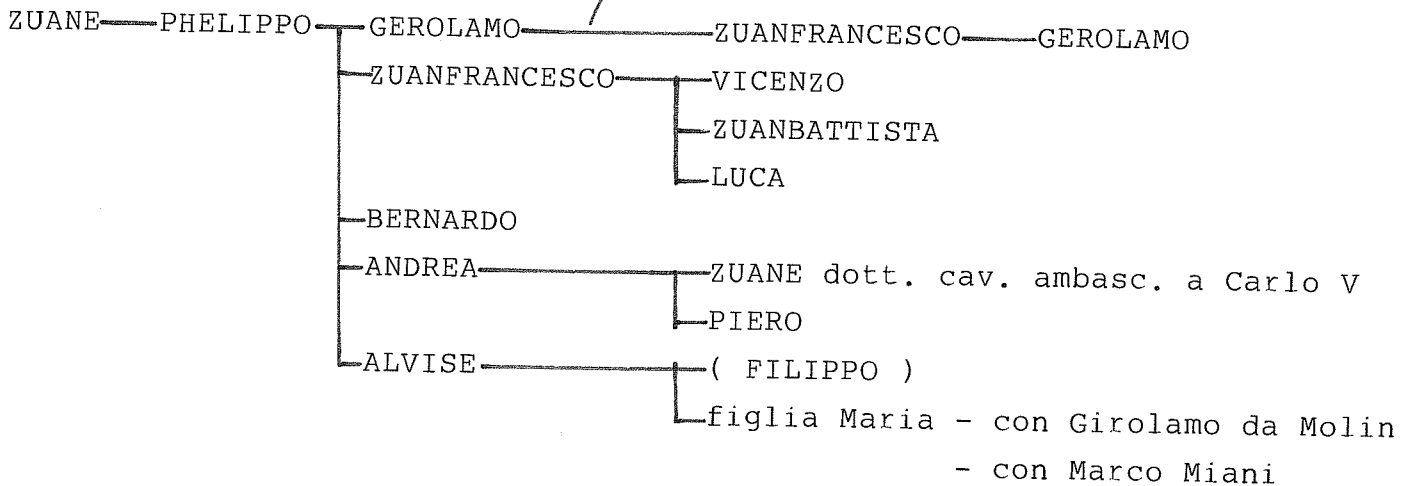 ZUANE PHELIPPO GEROLAMO ZUANFRANCESCO GEROLAMO
ZUANFRANCESCO VICENZO
ZUANBATTISTA
LUCA
BERNARDO
ANDREA ZUANE dott. cav. ambasc. a Carlo V
PIERO
ALVISE ( FILIPPO )
figlia Maria - con Girolamo da Molin
- con Marco Miani